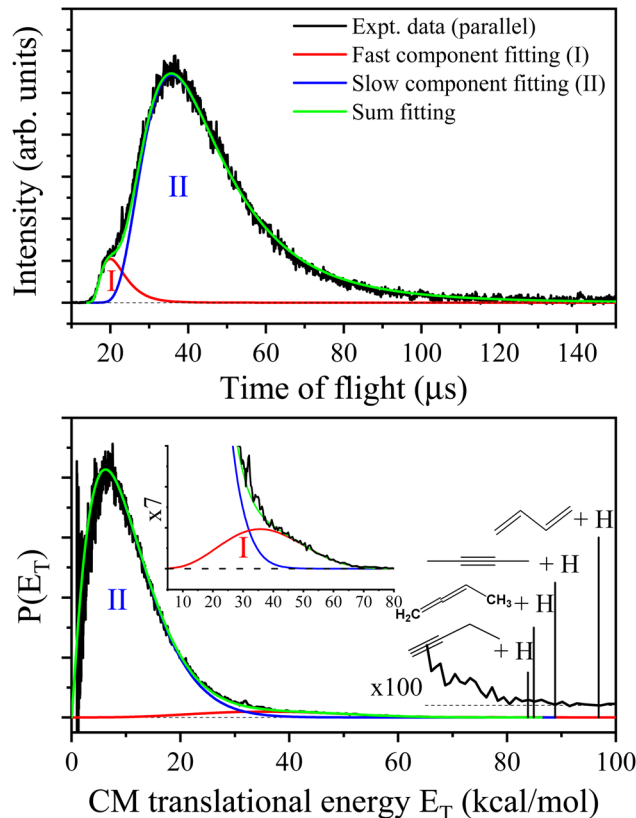 Expt. data (parallel)
Fast component fitting (I)
Slow component fitting (II)
Sum fitting
Intensity (arb. units)
I
II
20 40 60 80 100 120 140
Time of flight (μs)
P(E_T)
II
x7
I
10 20 30 40 50 60 70 80
+ H
+ H
H₂C CH₃ + H
+ H
x100
0 20 40 60 80 100
CM translational energy E_T (kcal/mol)